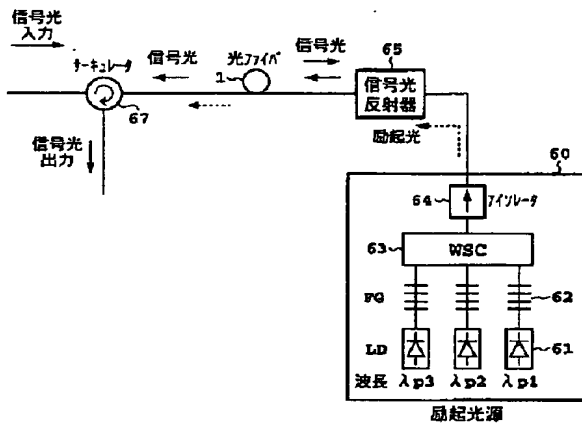 信号光
入力
サーキュレータ
信号光
光ファイバ
1
信号光
65
信号光
反射器
67
信号光
出力
励起光
60
64
アイソレータ
63
WSC
FG
62
LD
61
波長 λp3 λp2 λp1
励起光源